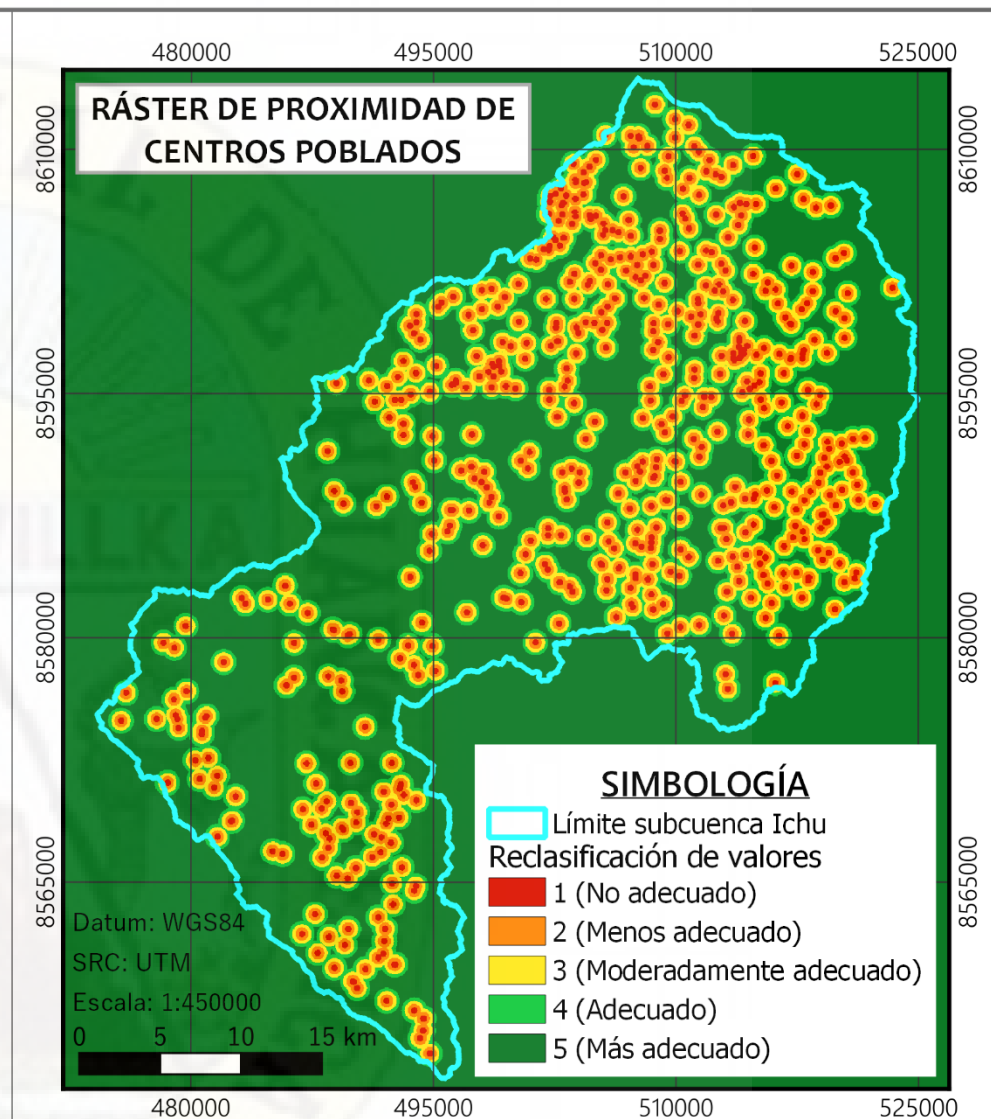 480000 495000 510000 525000
RÁSTER DE PROXIMIDAD DE
CENTROS POBLADOS
8610000
8610000
8595000
8595000
8580000
8580000
8565000
8565000
SIMBOLOGÍA
Límite subcuenca Ichu
Reclasificación de valores
1 (No adecuado)
2 (Menos adecuado)
3 (Moderadamente adecuado)
4 (Adecuado)
5 (Más adecuado)
Datum: WGS84
SRC: UTM
Escala: 1:450000
0 5 10 15 km
480000 495000 510000 525000